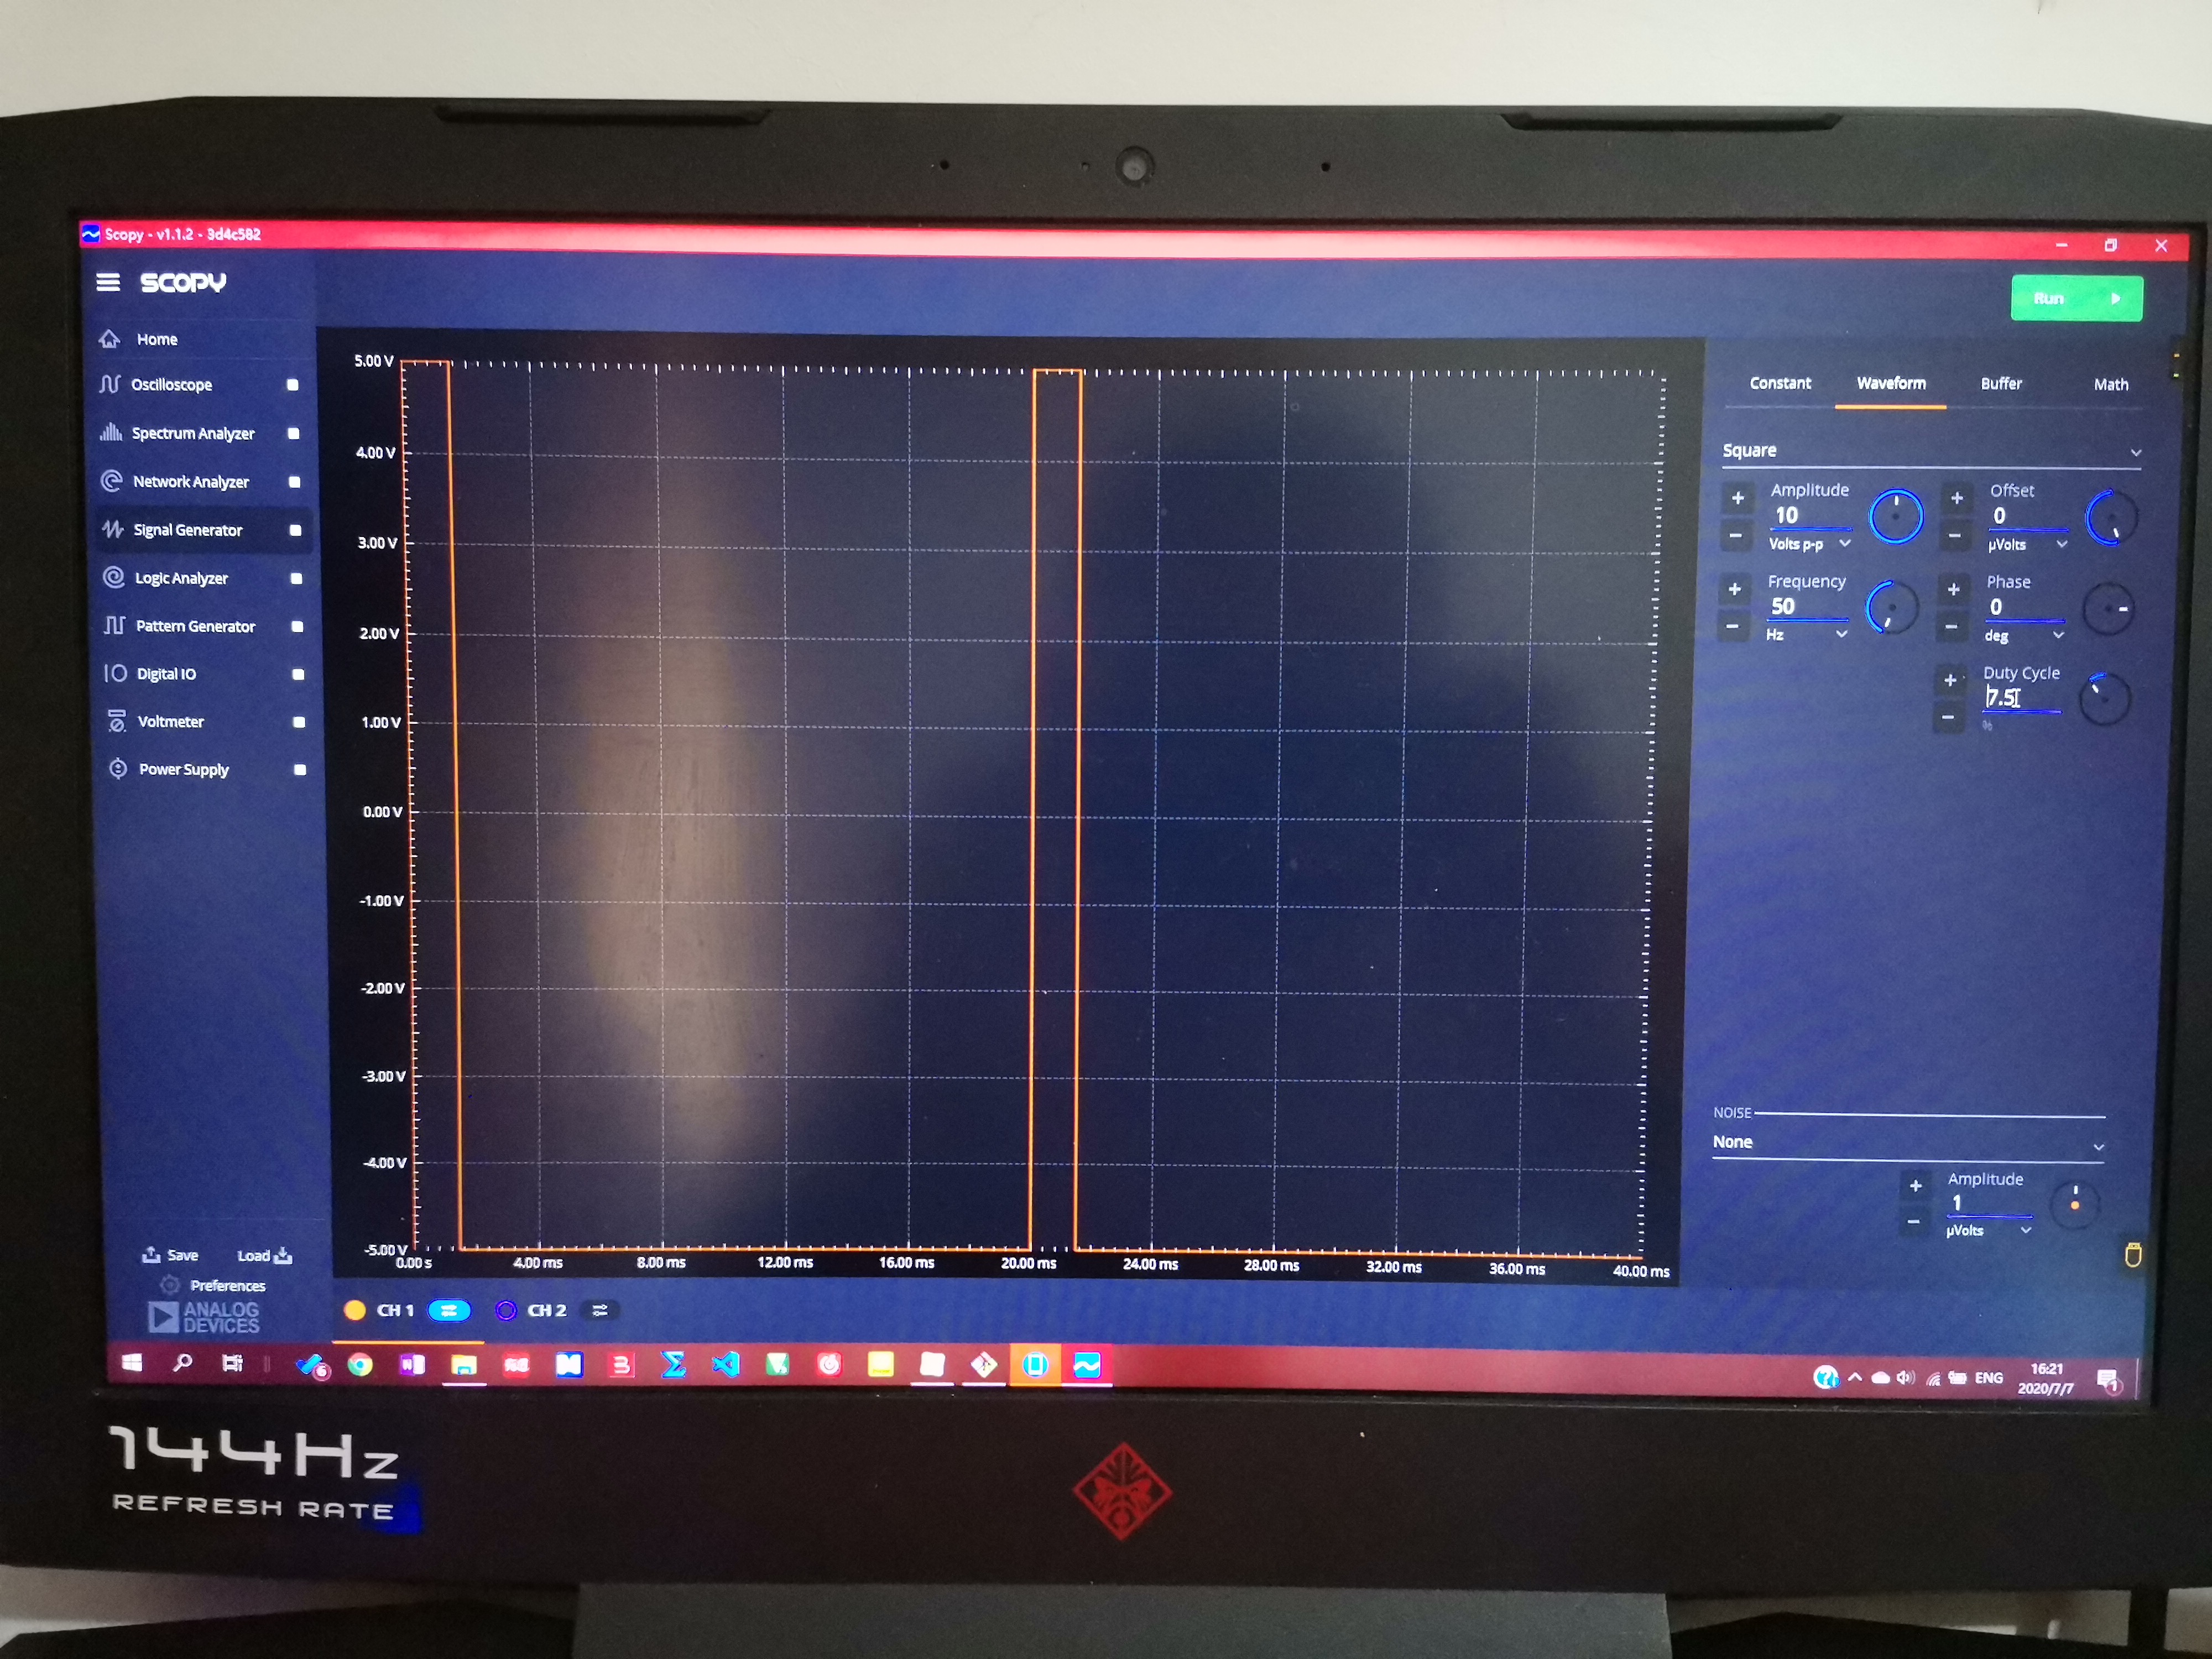 Scopy - v1.1.2 - 3d4c582
SCOPY
Run
Home
Oscilloscope
Spectrum Analyzer
Network Analyzer
Signal Generator
Logic Analyzer
Pattern Generator
Digital IO
Voltmeter
Power Supply
Save Load
Preferences
ANALOG
DEVICES
5.00 V
4.00 V
3.00 V
2.00 V
1.00 V
0.00 V
-1.00 V
-2.00 V
-3.00 V
-4.00 V
-5.00 V
0.00 s 4.00 ms 8.00 ms 12.00 ms 16.00 ms 20.00 ms 24.00 ms 28.00 ms 32.00 ms 36.00 ms 40.00 ms
CH 1 CH 2
Constant Waveform Buffer Math
Square
Amplitude Offset
10 0
Volts p-p µVolts
Frequency Phase
50 0
Hz deg
Duty Cycle
7.5
%
NOISE
None
Amplitude
1
µVolts
ENG
16:21
2020/7/7
144Hz
REFRESH RATE